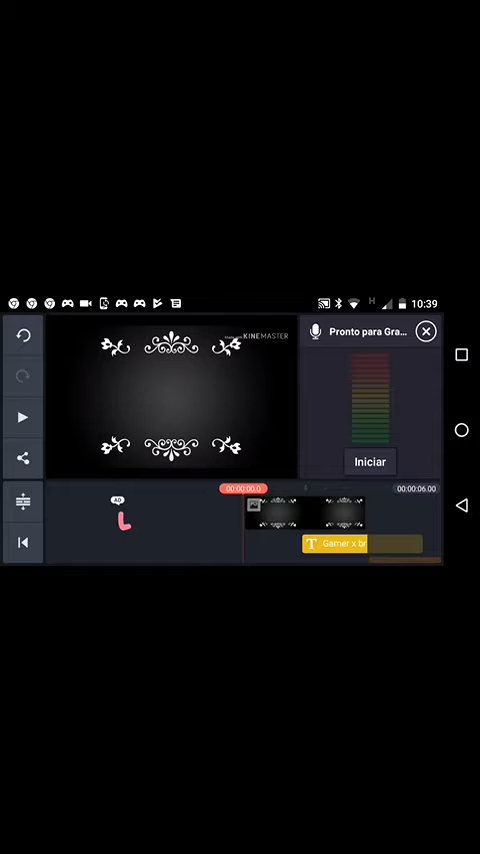 H 10:39
KINEMASTER
Pronto para Gra...
Iniciar
00:00:00.0
00:00:06.00
AD
T Gamer x br